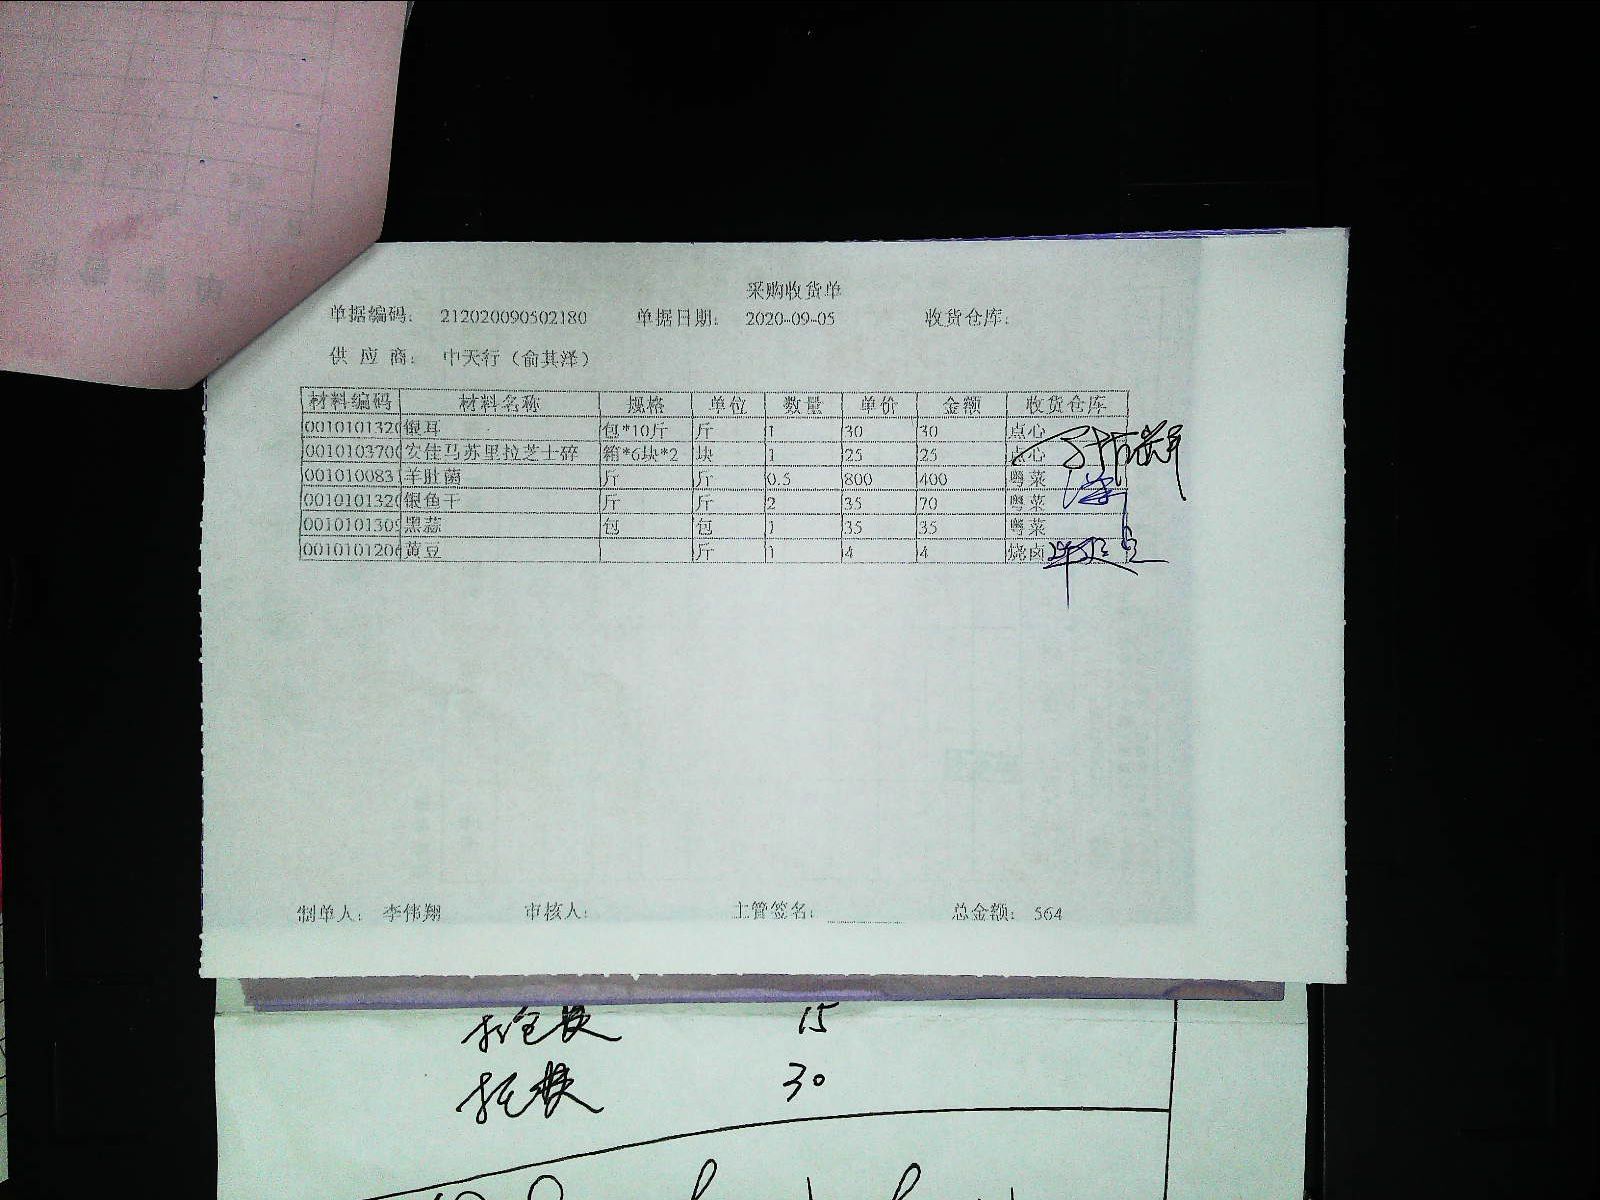 采购收货单
单据编码: 212020090502180 单据日期: 2020-09-05 收货仓库:
供 应 商: 中天行（俞其泽）
材料编码 材料名称 规格 单位 数量 单价 金额 收货仓库
0010101320 银耳 包*10斤 斤 1 30 30 点心
0010103700 安佳马苏里拉芝士碎 箱*6块*2 块 1 25 25 点心
001010083 羊肚菌 斤 斤 0.5 800 400 粤菜
0010101320 银鱼干 斤 斤 2 35 70 粤菜
0010101309 黑蒜 包 包 1 35 35 粤菜
0010101206 黄豆 斤 1 4 4 烧卤
制单人: 李伟翔 审核人: 主管签名: 总金额: 564
15
30